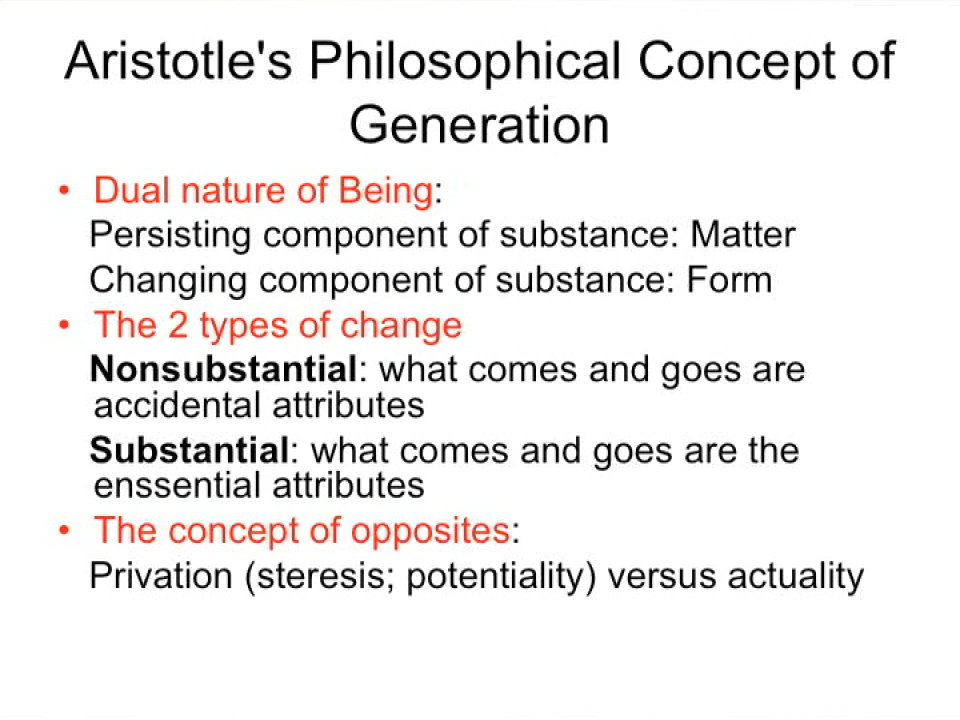 Aristotle's Philosophical Concept of
Generation
• Dual nature of Being:
Persisting component of substance: Matter
Changing component of substance: Form
• The 2 types of change
Nonsubstantial: what comes and goes are
accidental attributes
Substantial: what comes and goes are the
enssential attributes
• The concept of opposites:
Privation (steresis; potentiality) versus actuality